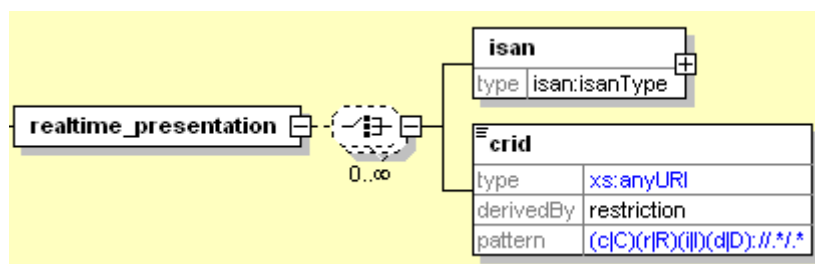 isan
type isan:isanType
realtime_presentation
0..∞
crid
type xs:anyURI
derivedBy restriction
pattern (c|C)(r|R)(i|I)(d|D)://.*/.*